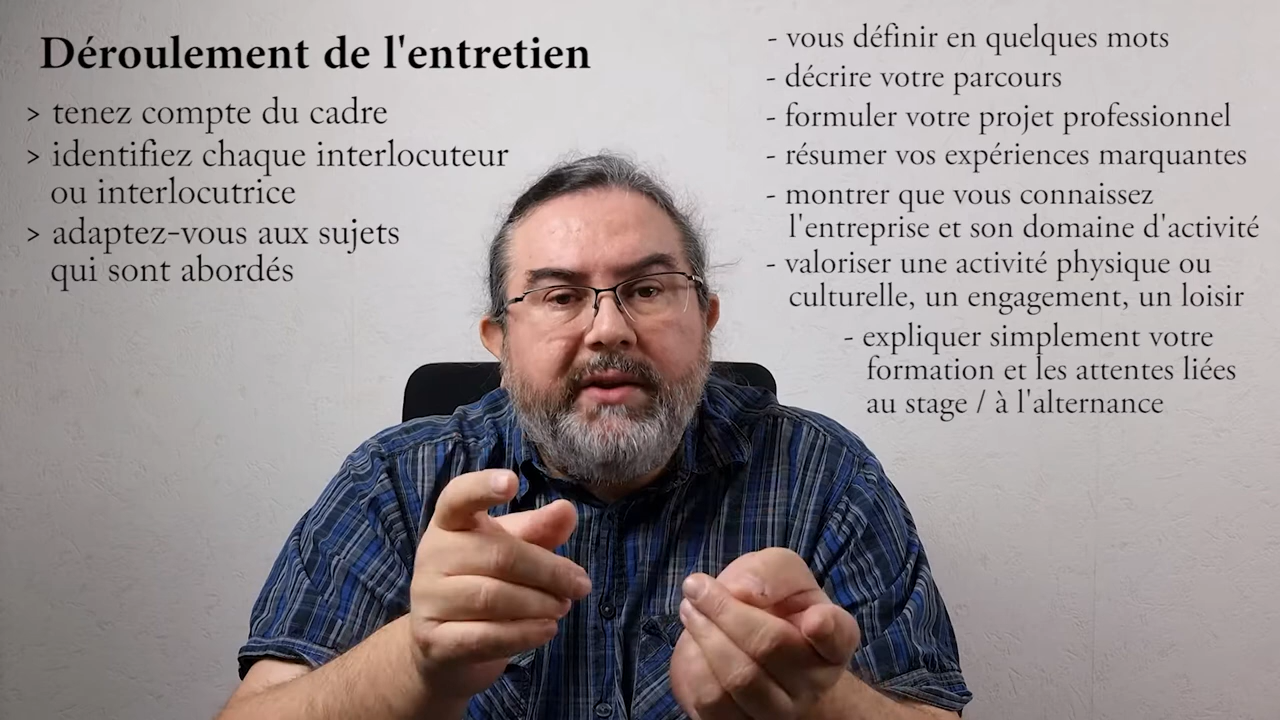 Déroulement de l'entretien
> tenez compte du cadre
> identifiez chaque interlocuteur
ou interlocutrice
> adaptez-vous aux sujets
qui sont abordés
- vous définir en quelques mots
- décrire votre parcours
- formuler votre projet professionnel
- résumer vos expériences marquantes
- montrer que vous connaissez
l'entreprise et son domaine d'activité
- valoriser une activité physique ou
culturelle, un engagement, un loisir
- expliquer simplement votre
formation et les attentes liées
au stage / à l'alternance